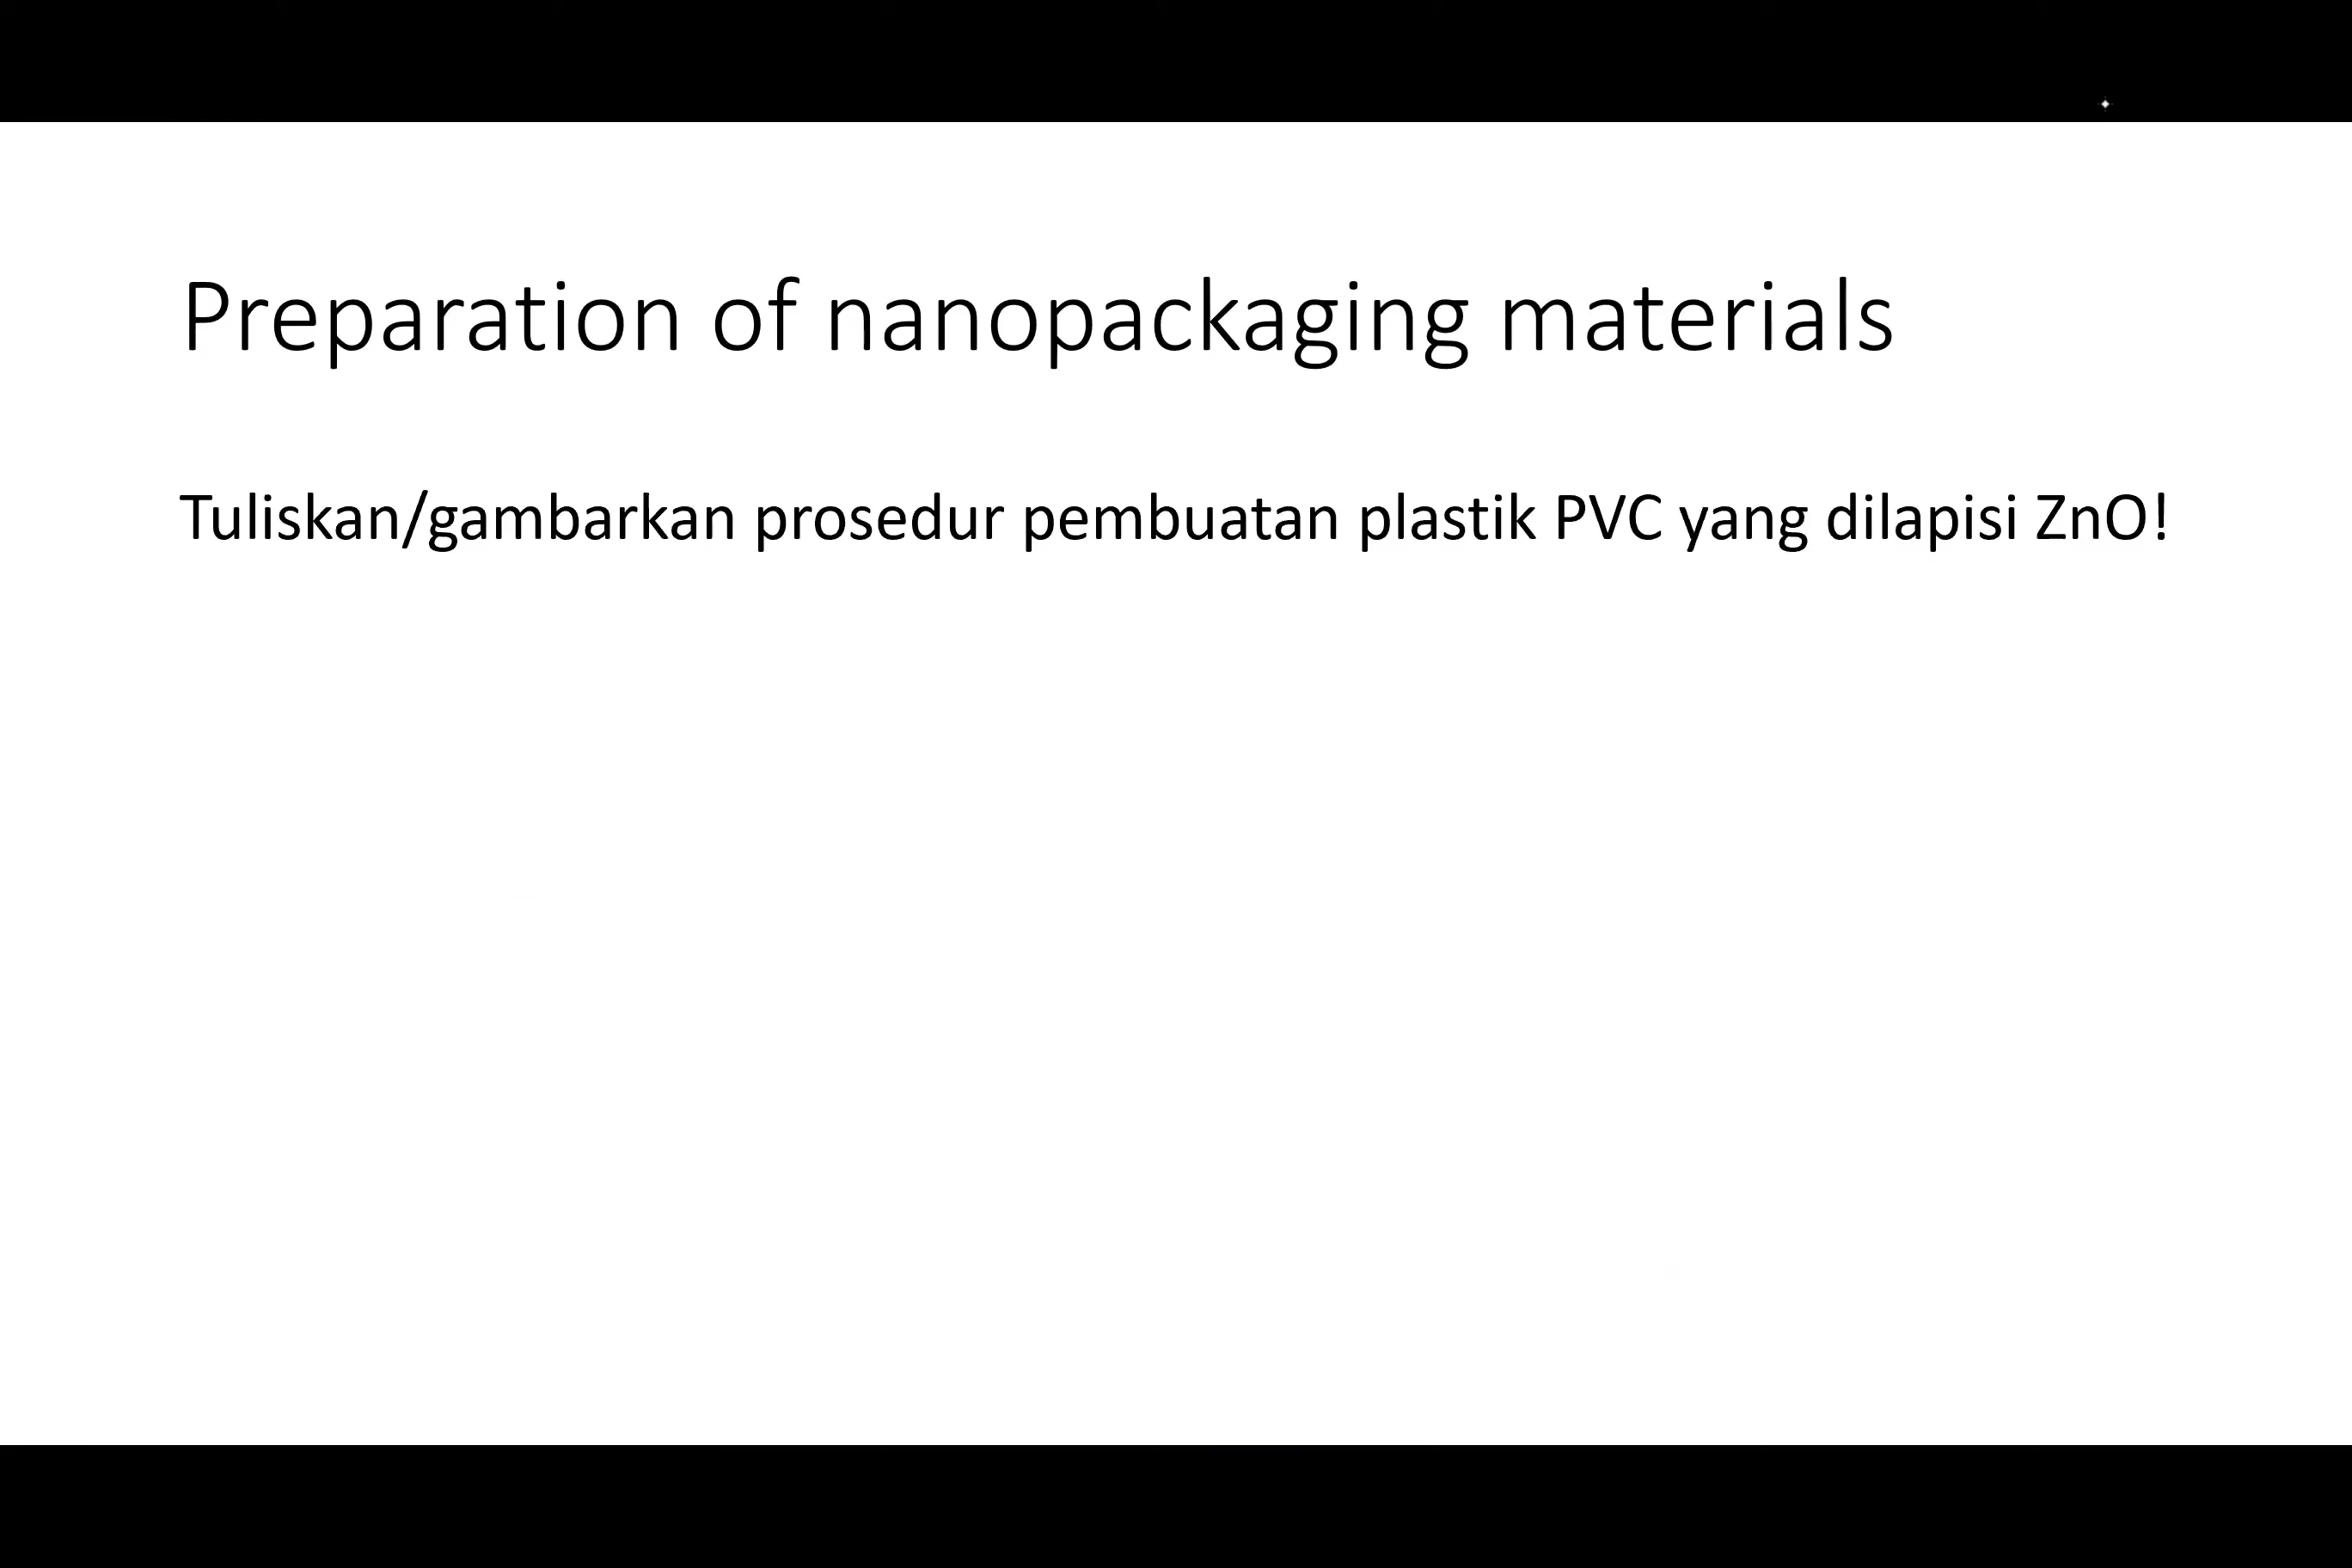 Preparation of nanopackaging materials
Tuliskan/gambarkan prosedur pembuatan plastik PVC yang dilapisi ZnO!